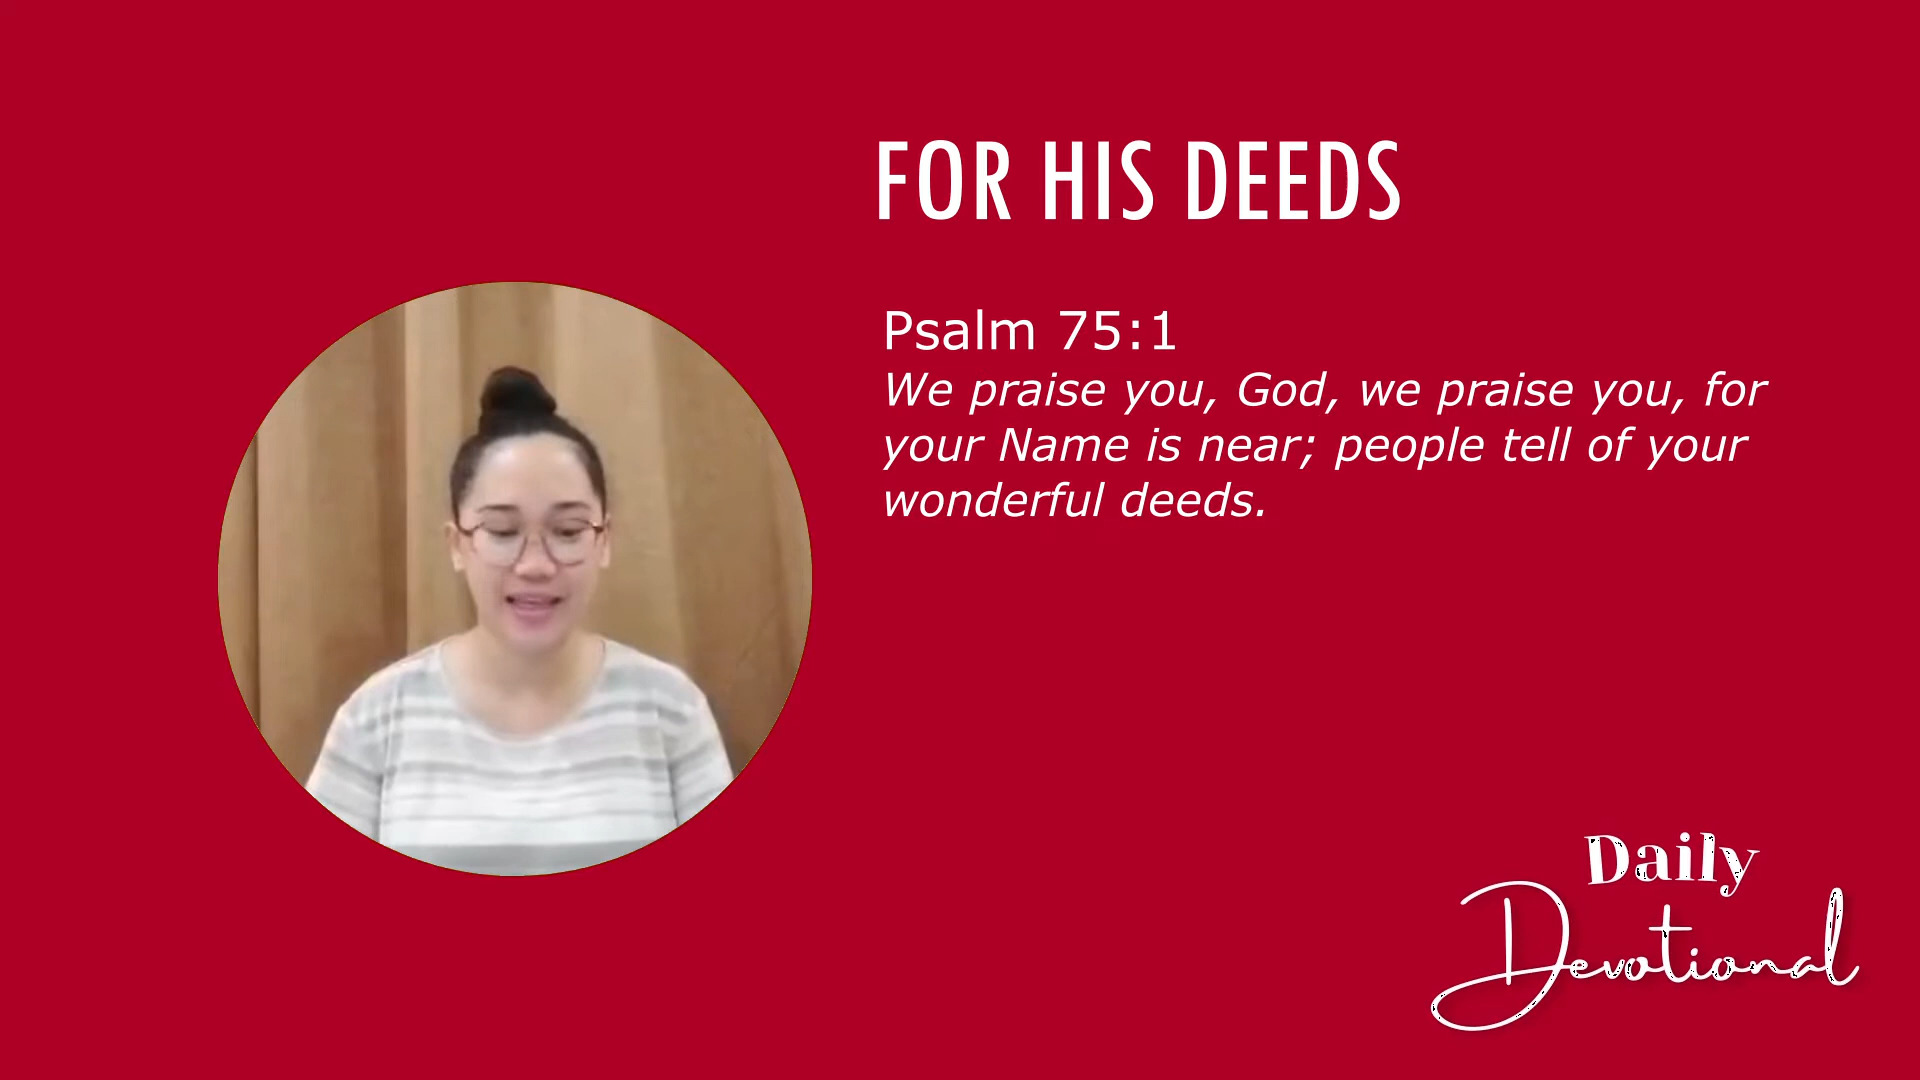 FOR HIS DEEDS
Psalm 75:1
We praise you, God, we praise you, for
your Name is near; people tell of your
wonderful deeds.
Daily
Devotional